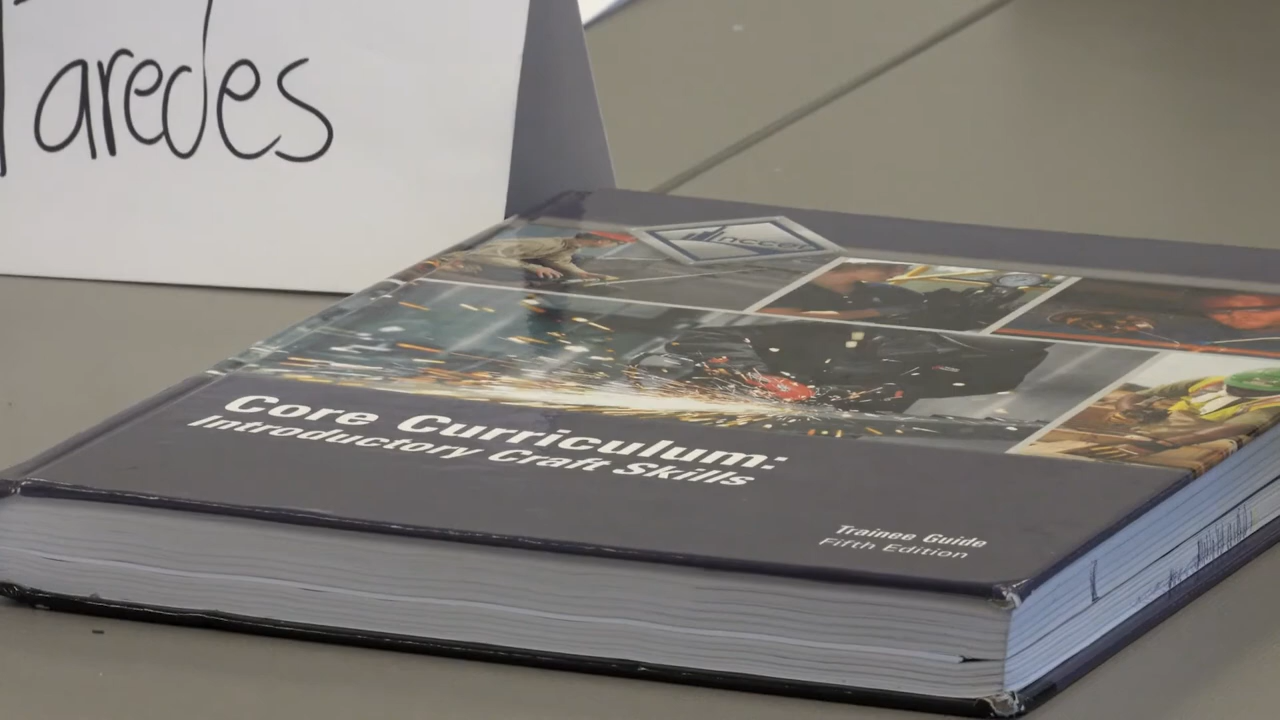 Paredes
nccer
Core Curriculum:
Introductory Craft Skills
Trainee Guide
Fifth Edition